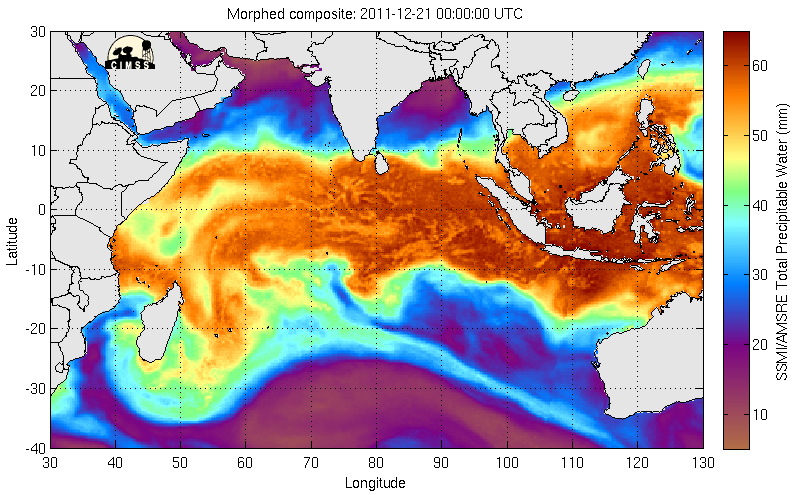 Morphed composite: 2011-12-21 00:00:00 UTC
CIMSS
30
20
10
0
-10
-20
-30
-40
Latitude
30 40 50 60 70 80 90 100 110 120 130
Longitude
60
50
40
30
20
10
SSMI/AMSRE Total Precipitable Water (mm)